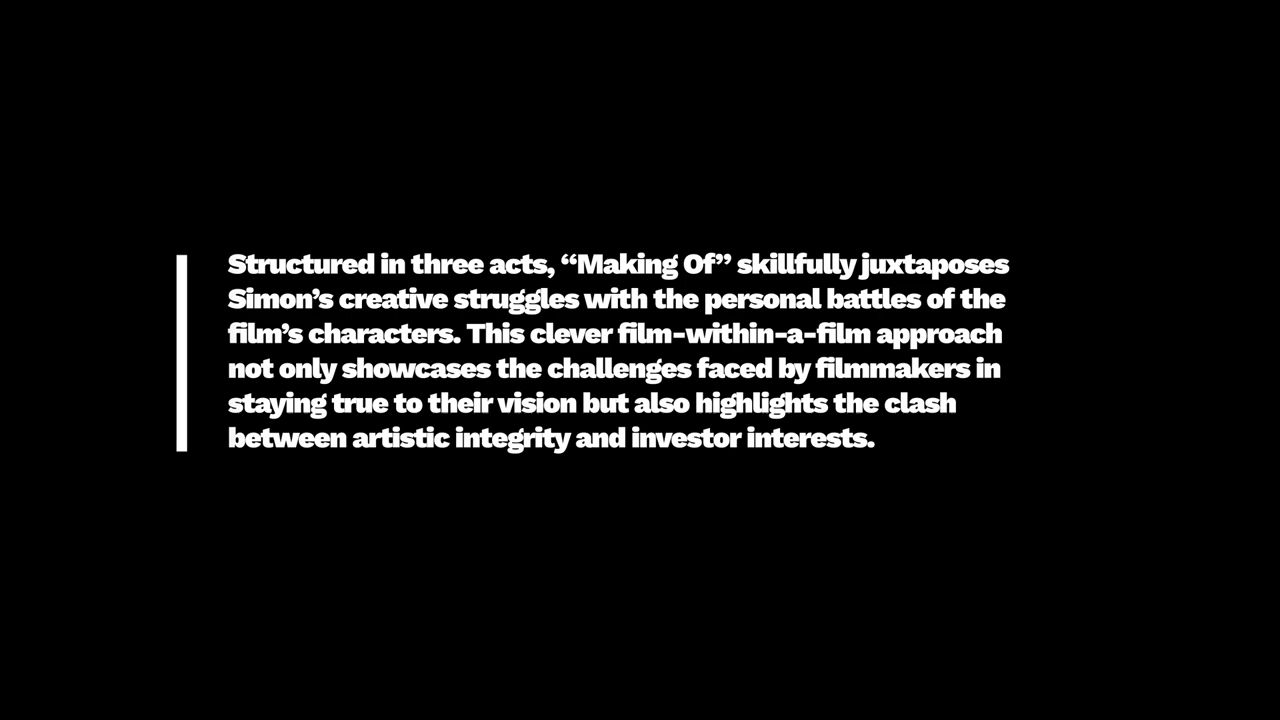 Structured in three acts, “Making Of” skillfully juxtaposes
Simon’s creative struggles with the personal battles of the
film’s characters. This clever film-within-a-film approach
not only showcases the challenges faced by filmmakers in
staying true to their vision but also highlights the clash
between artistic integrity and investor interests.